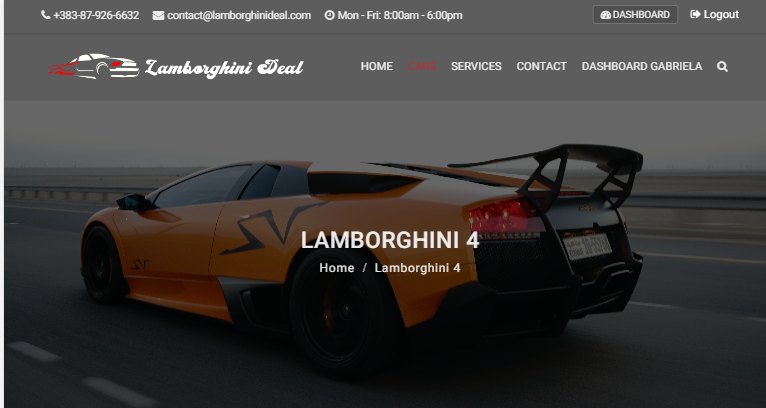 +383-87-926-6632 contact@lamborghinideal.com Mon - Fri: 8:00am - 6:00pm DASHBOARD Logout
Lamborghini Deal HOME CARS SERVICES CONTACT DASHBOARD GABRIELA
LAMBORGHINI 4
Home / Lamborghini 4
SV